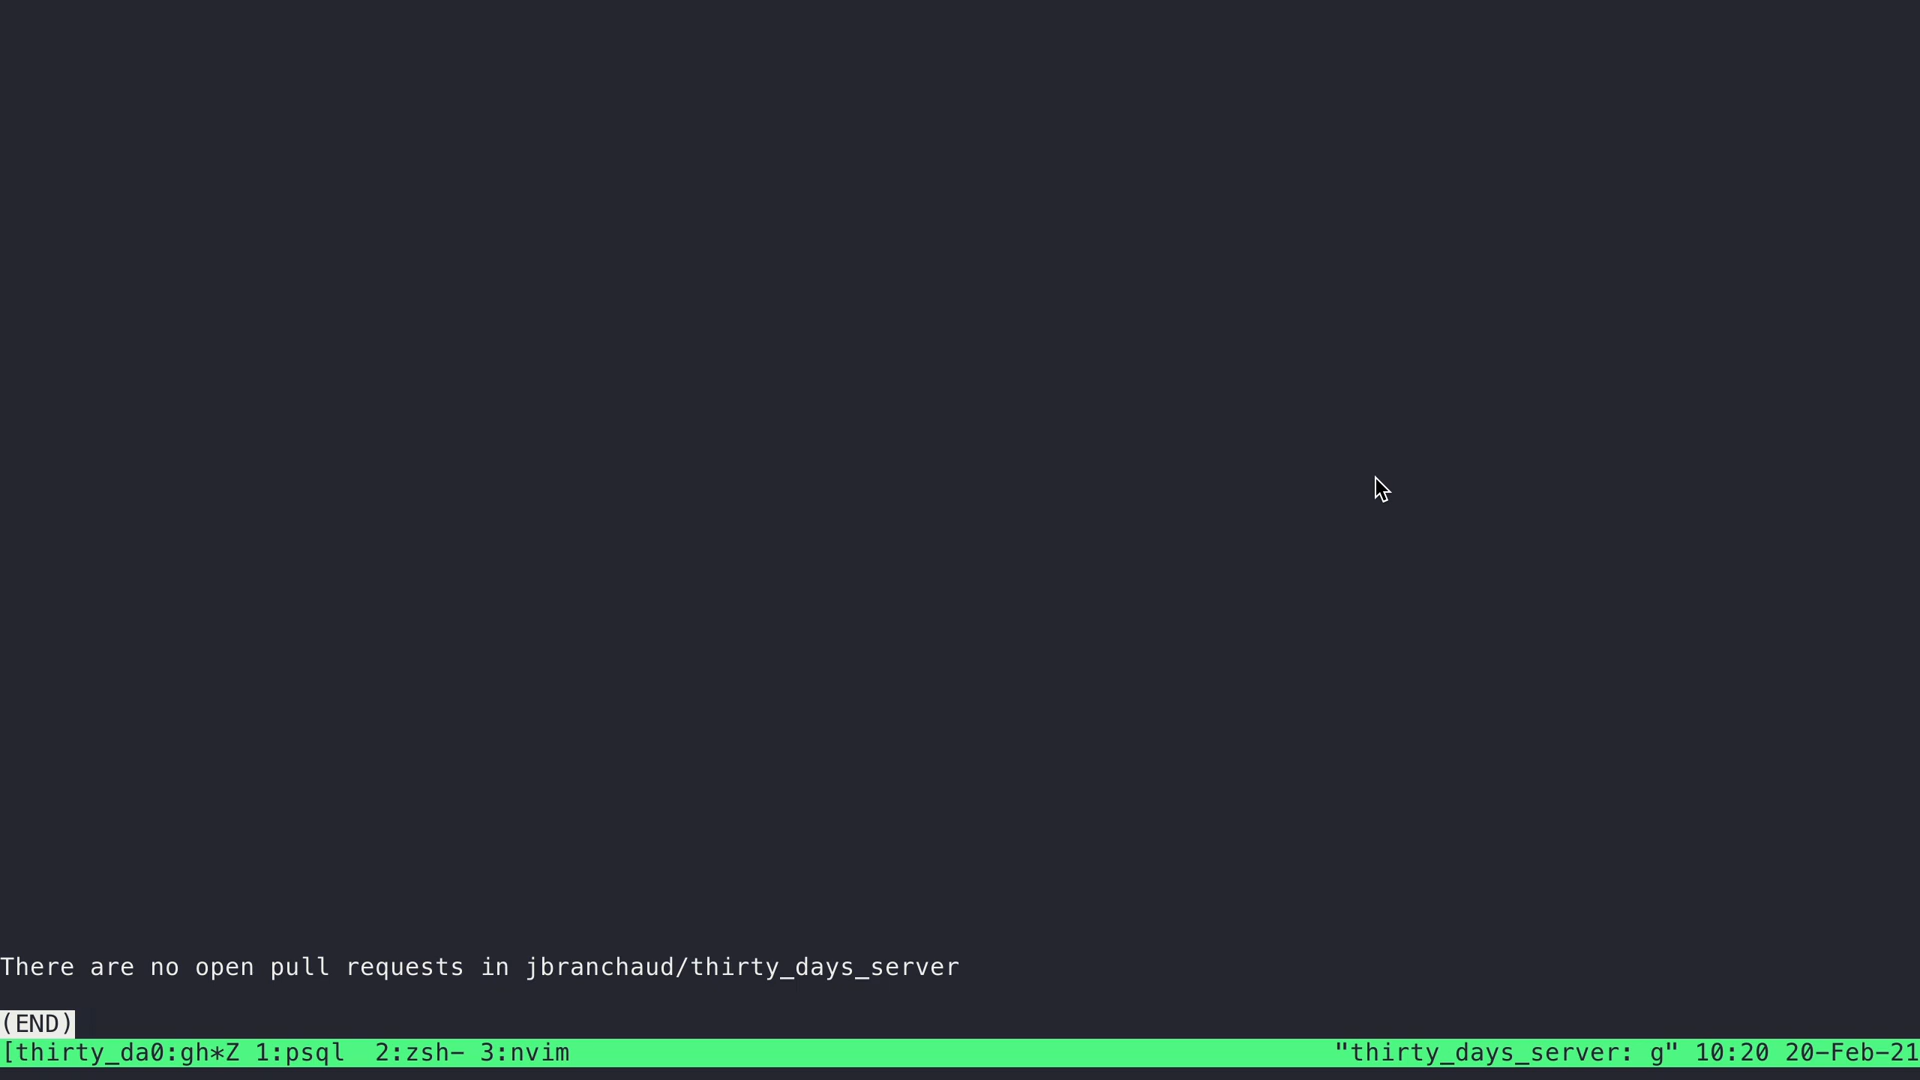 There are no open pull requests in jbranchaud/thirty_days_server
(END)
[thirty_da0:gh*Z 1:psql  2:zsh- 3:nvim "thirty_days_server: g" 10:20 20-Feb-21